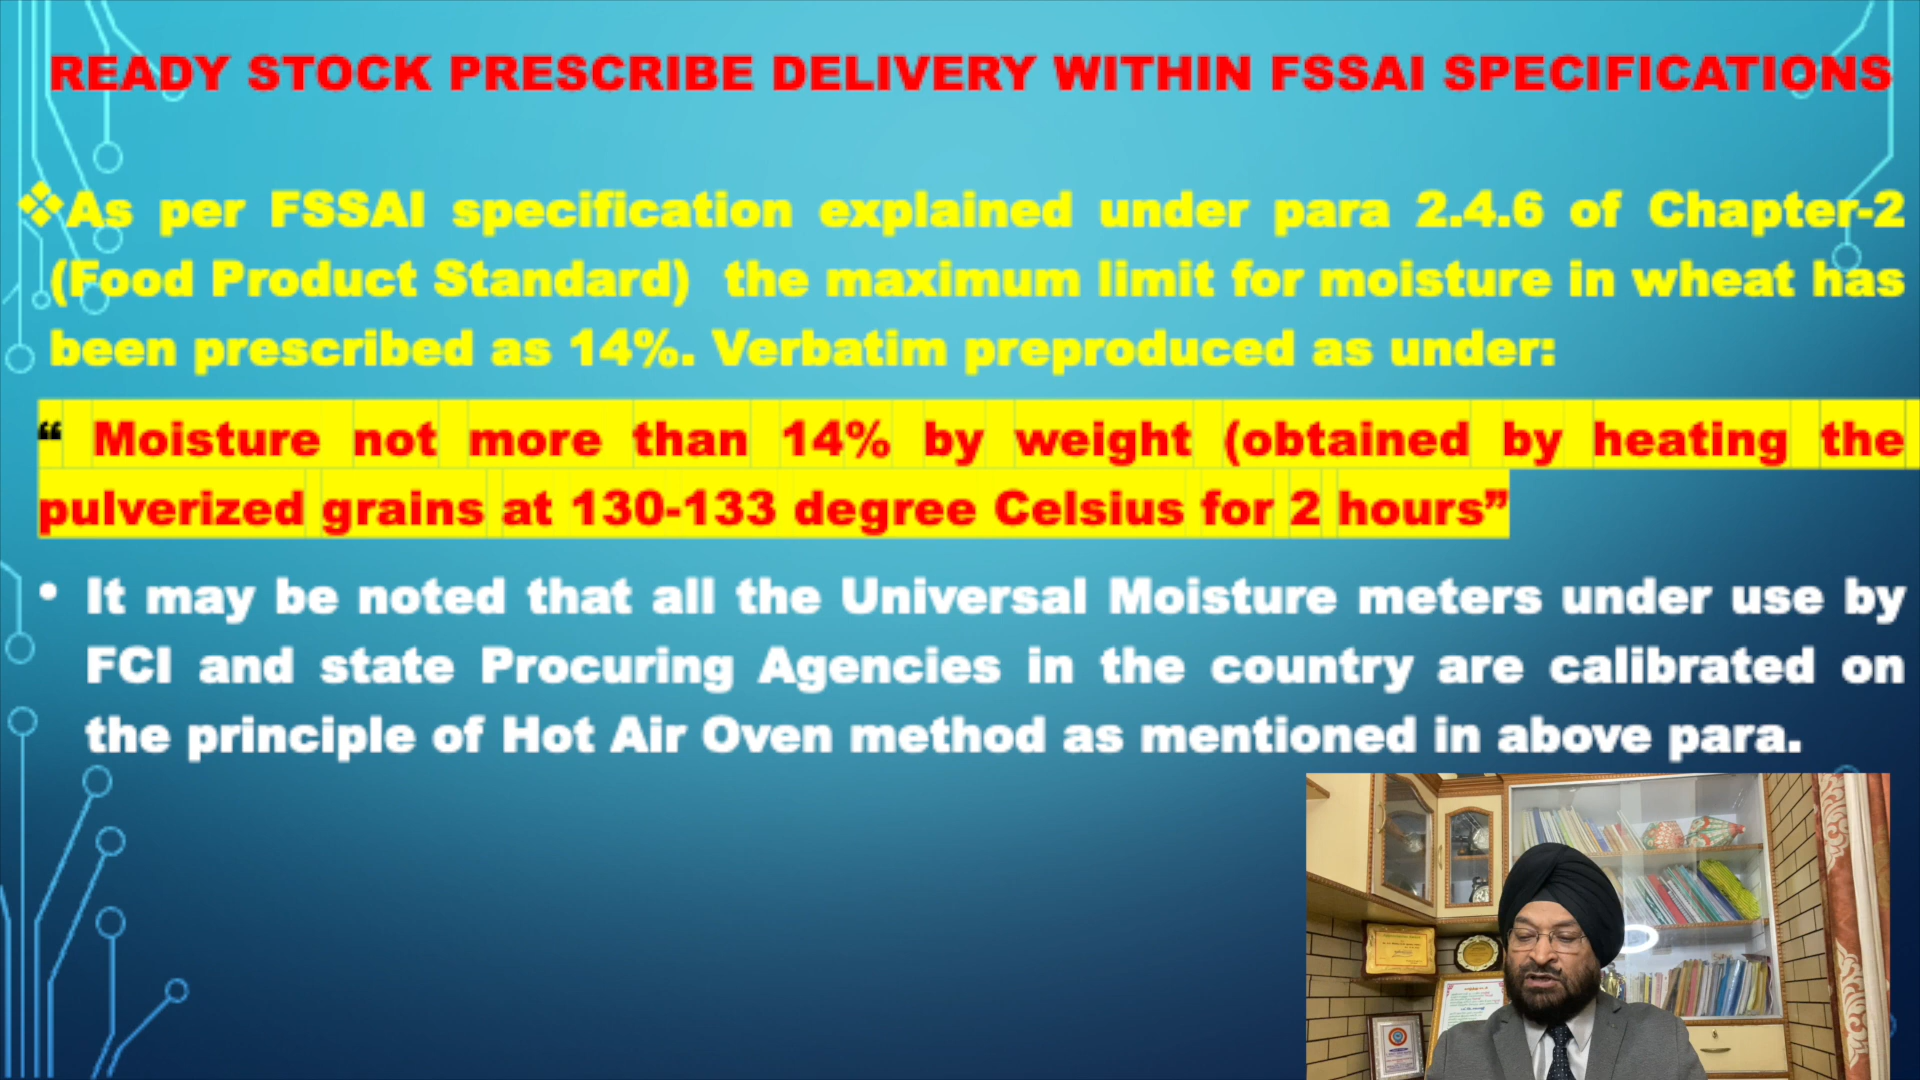 READY STOCK PRESCRIBE DELIVERY WITHIN FSSAI SPECIFICATIONS
❖As per FSSAI specification explained under para 2.4.6 of Chapter-2
(Food Product Standard) the maximum limit for moisture in wheat has
been prescribed as 14%. Verbatim preproduced as under:
“ Moisture not more than 14% by weight (obtained by heating the
pulverized grains at 130-133 degree Celsius for 2 hours”
• It may be noted that all the Universal Moisture meters under use by
FCI and state Procuring Agencies in the country are calibrated on
the principle of Hot Air Oven method as mentioned in above para.